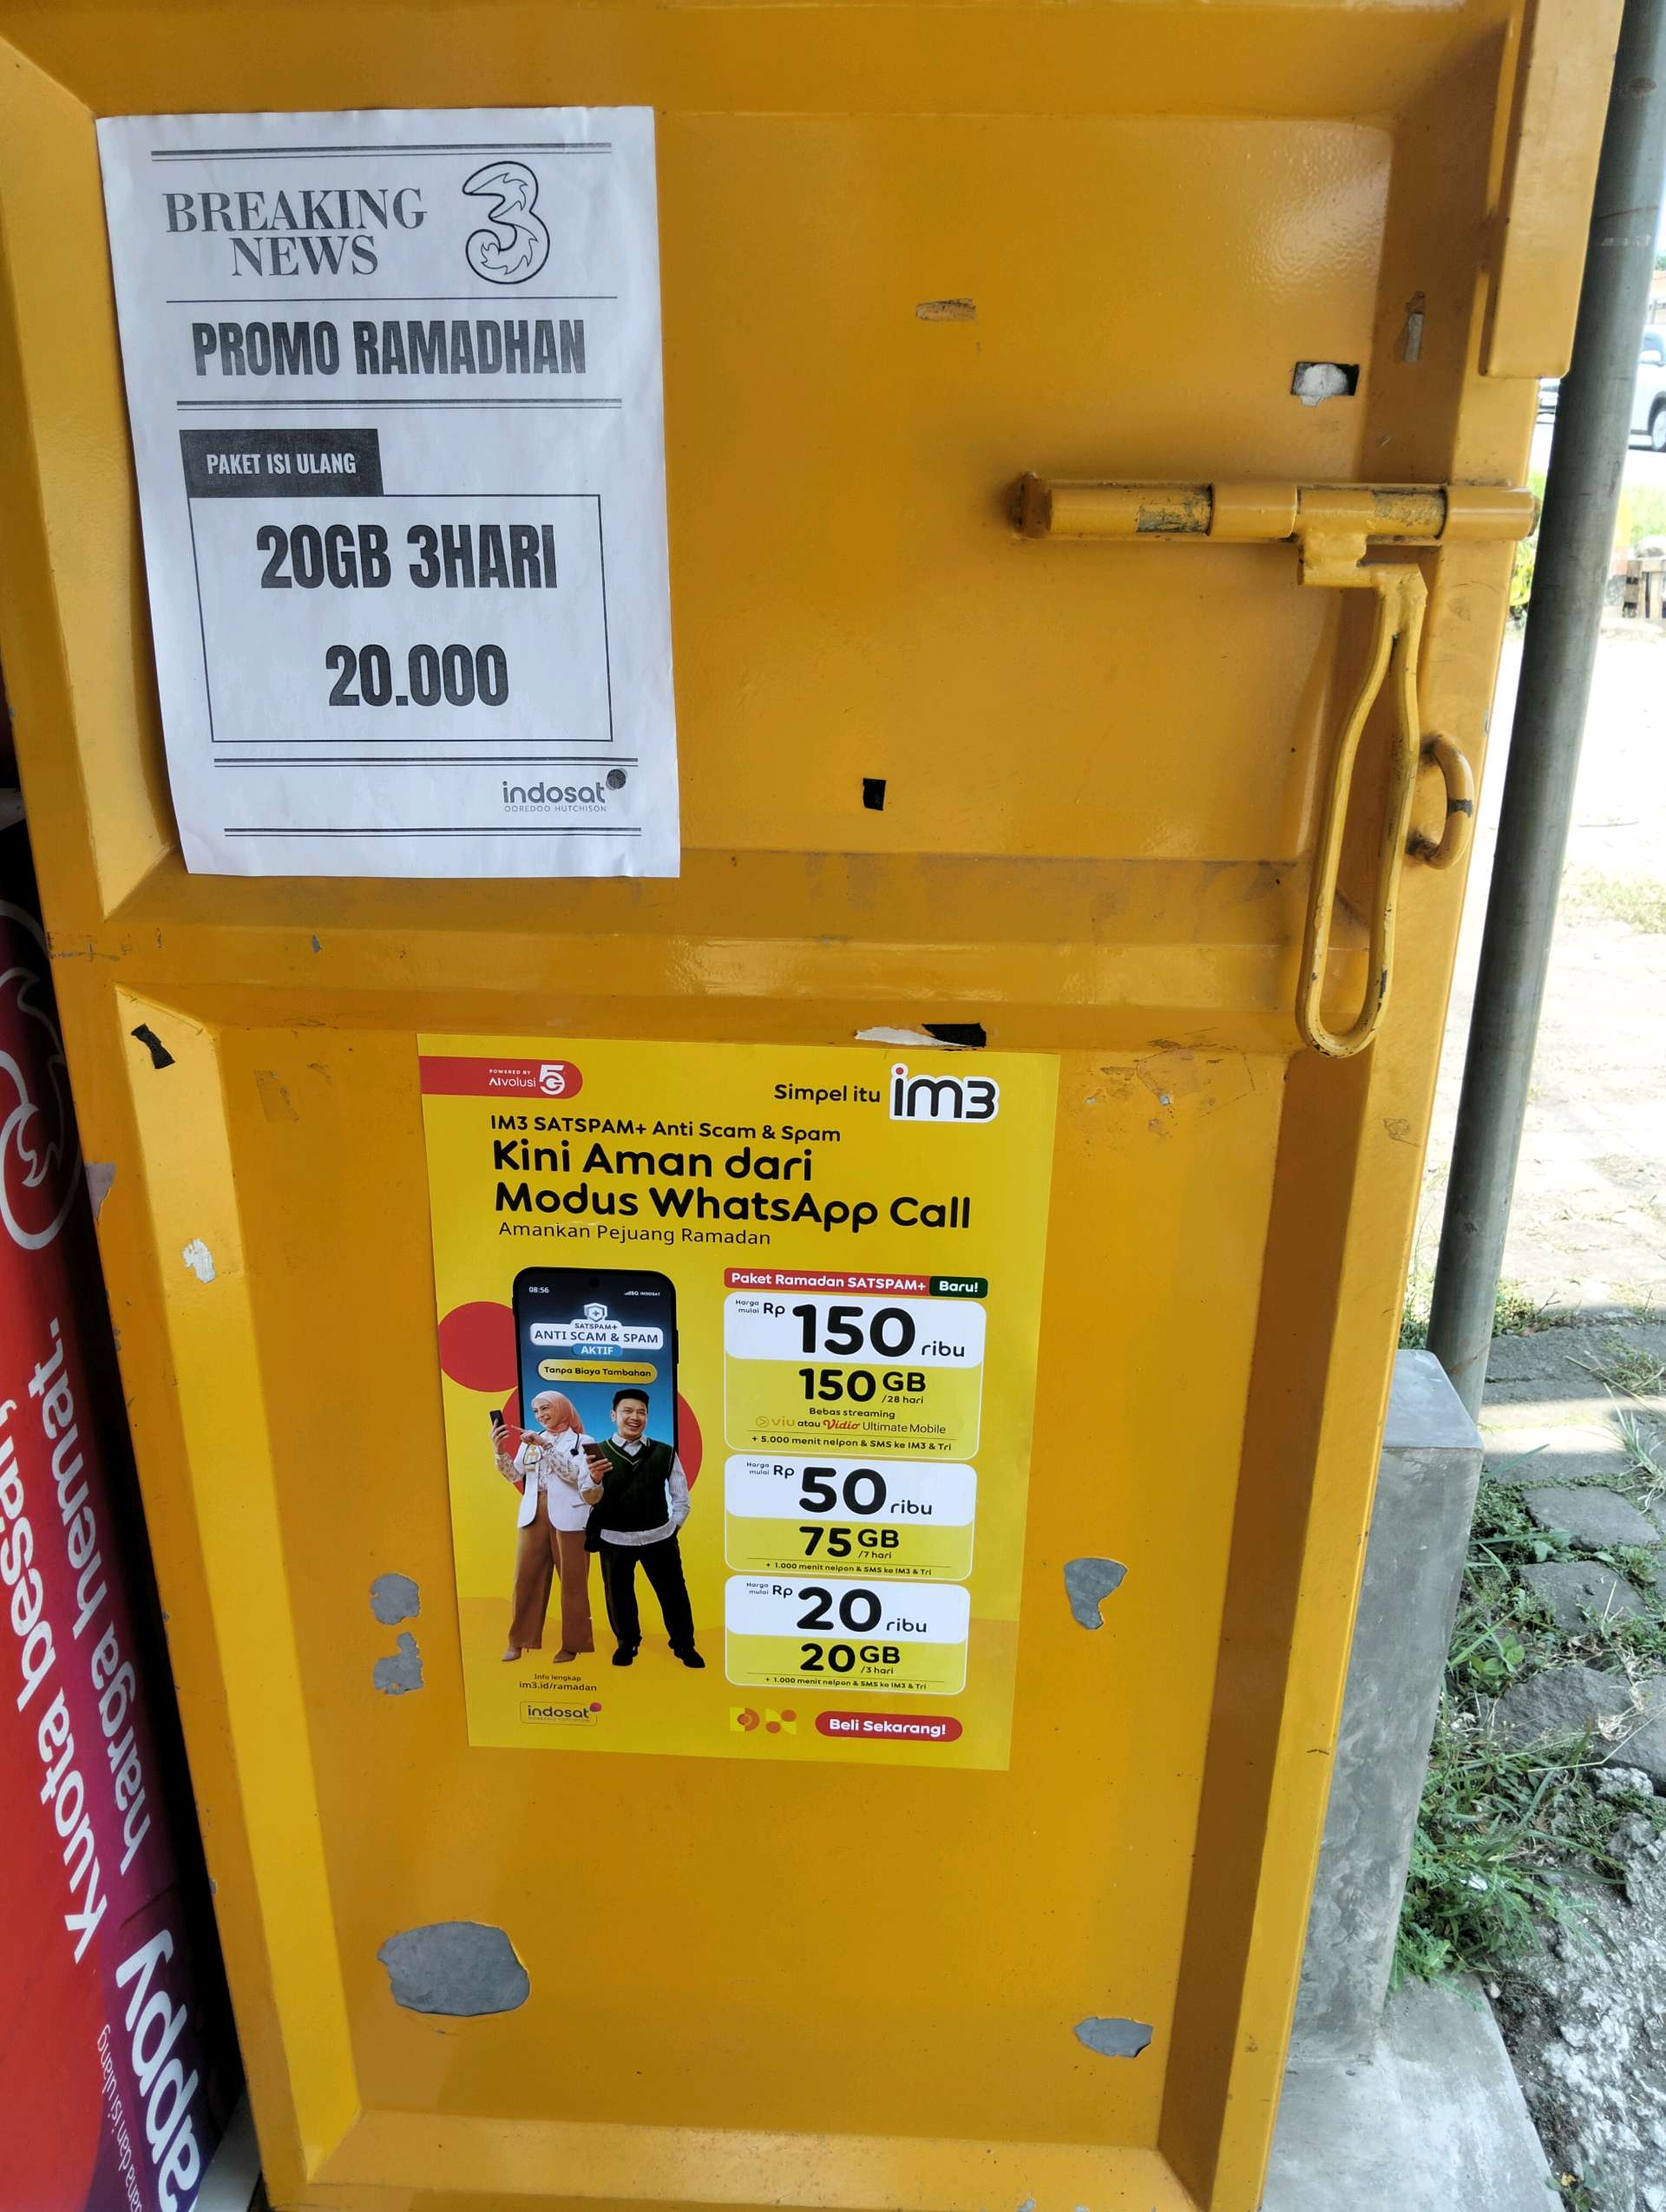 BREAKING
NEWS
3
PROMO RAMADHAN
PAKET ISI ULANG
20GB 3HARI
20.000
indosat
OOREDOO HUTCHISON
POWERED BY
AIvolusi5G
Simpel itu im3
IM3 SATSPAM+ Anti Scam & Spam
Kini Aman dari
Modus WhatsApp Call
Amankan Pejuang Ramadan
08:56
SATSPAM+
ANTI SCAM & SPAM
AKTIF
Tanpa Biaya Tambahan
Paket Ramadan SATSPAM+ Baru!
Harga mulai Rp 150 ribu
150 GB /28 hari
Bebas streaming
viu atau Vidio Ultimate Mobile
+ 5.000 menit nelpon & SMS ke IM3 & Tri
Harga mulai Rp 50 ribu
75 GB /7 hari
+ 1.000 menit nelpon & SMS ke IM3 & Tri
Harga mulai Rp 20 ribu
20 GB /3 hari
+ 1.000 menit nelpon & SMS ke IM3 & Tri
Info lengkap
im3.id/ramadan
indosat
Beli Sekarang!
Kuota besar,
harga hemat.